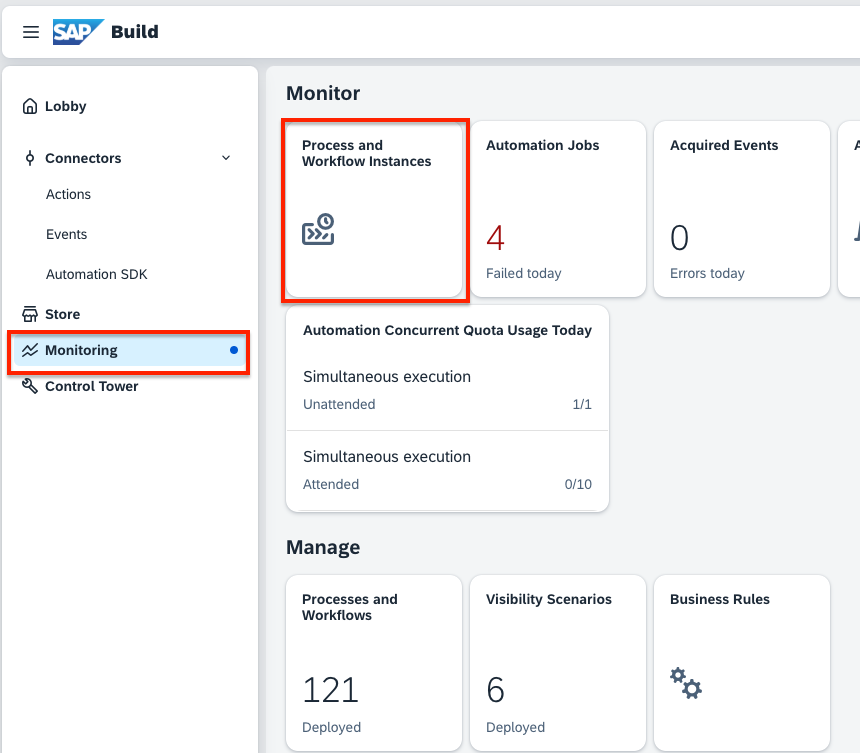 SAP Build
Lobby
Connectors
Actions
Events
Automation SDK
Store
Monitoring
Control Tower
Monitor
Process and
Workflow Instances
Automation Jobs
4
Failed today
Acquired Events
0
Errors today
Automation Concurrent Quota Usage Today
Simultaneous execution
Unattended 1/1
Simultaneous execution
Attended 0/10
Manage
Processes and
Workflows
121
Deployed
Visibility Scenarios
6
Deployed
Business Rules